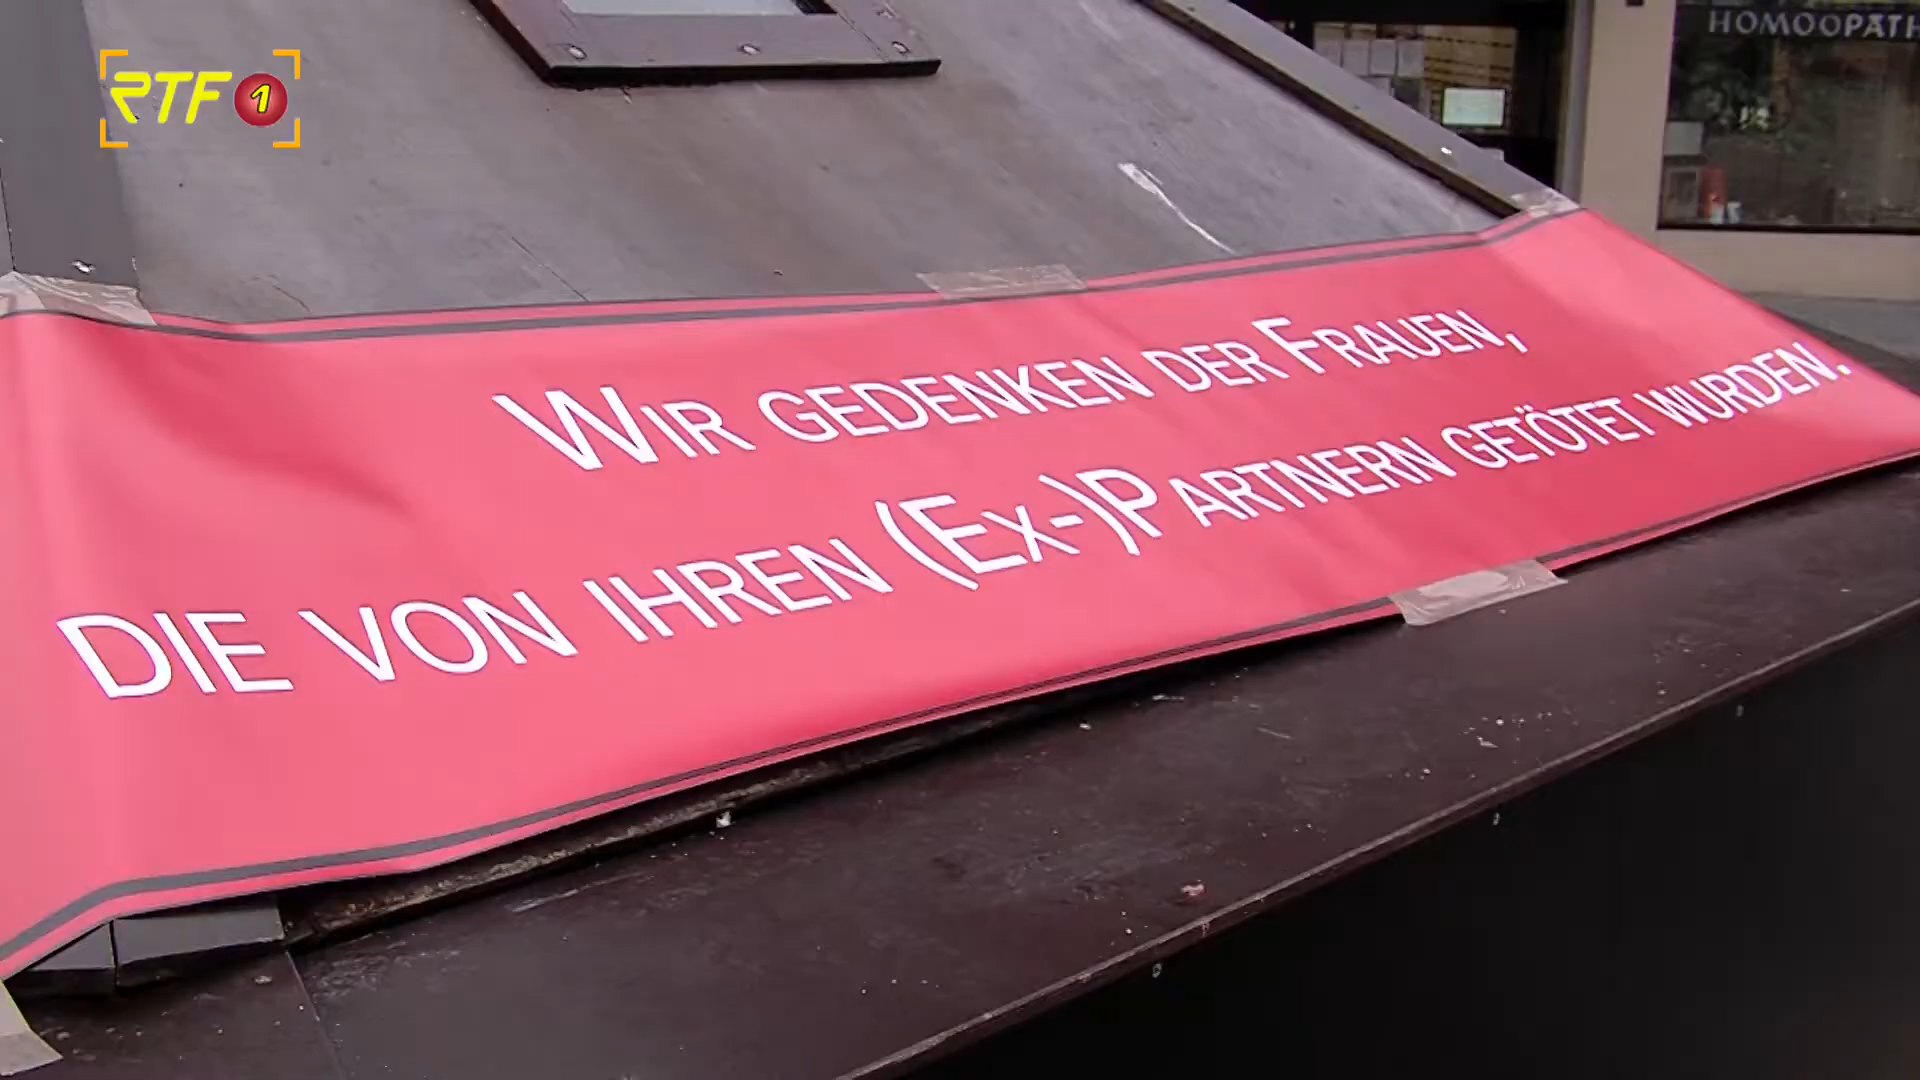 RTF 1
HOMÖOPATH
WIR GEDENKEN DER FRAUEN,
DIE VON IHREN (EX-)PARTNERN GETÖTET WURDEN.